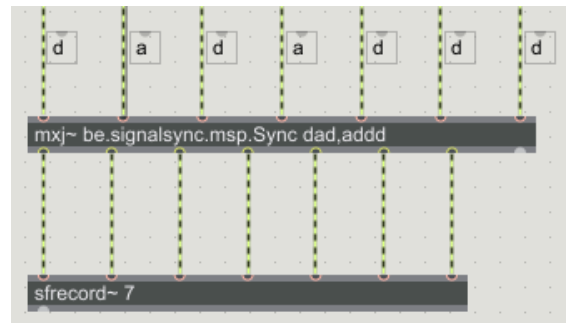 d a d a d d d
mxj~ be.signalsync.msp.Sync dad,addd
sfrecord~ 7